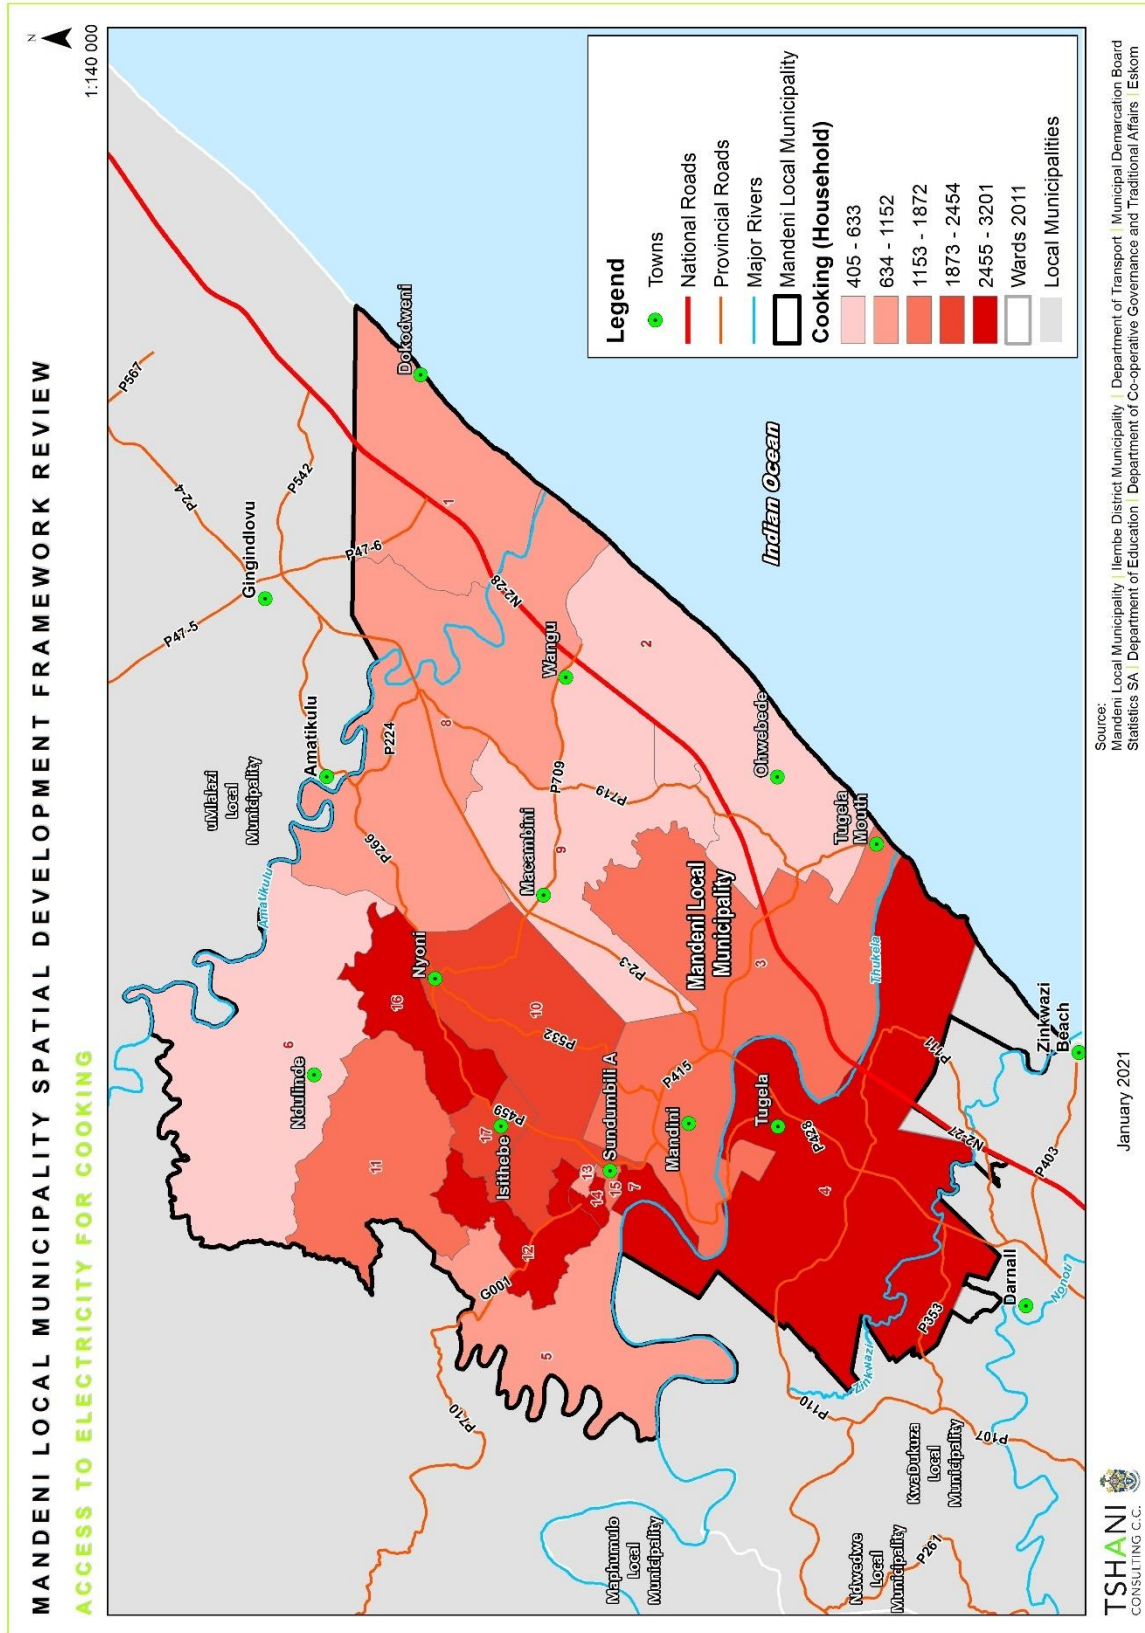 MANDENI LOCAL MUNICIPALITY SPATIAL DEVELOPMENT FRAMEWORK REVIEW
ACCESS TO ELECTRICITY FOR COOKING
N
1:140 000
P567
P2-4
P542
Gingindlovu
P47-6
P47-5
Dokodweni
1
N2-28
Amatikulu
P224
8
Wangu
2
uMlalazi
Local
Municipality
P266
P709
P719
Ohwebede
Indian Ocean
Amatikulu
Macambini
9
Tugela
Mouth
Mandeni Local
Municipality
Nyoni
16
P2-3
3
Thukela
6
Ndulinde
10
P532
P415
Sundumbili A
Mandini
Tugela
P459
17
Isithebe
11
13
14
15
7
12
P426
4
P111
Zinkwazi
Beach
N2-27
P403
G001
5
P710
Darnall
Nonoti
P353
Zinkwazi
P110
P107
KwaDukuza
Local
Municipality
Maphumulo
Local
Municipality
Ndwedwe
Local
Municipality
P261
Legend
Towns
National Roads
Provincial Roads
Major Rivers
Mandeni Local Municipality
Cooking (Household)
405 - 633
634 - 1152
1153 - 1872
1873 - 2454
2455 - 3201
Wards 2011
Local Municipalities
TSHANI
CONSULTING C.C.
January 2021
Source:
Mandeni Local Municipality | Ilembe District Municipality | Department of Transport | Municipal Demarcation Board
Statistics SA | Department of Education | Department of Co-operative Governance and Traditional Affairs | Eskom